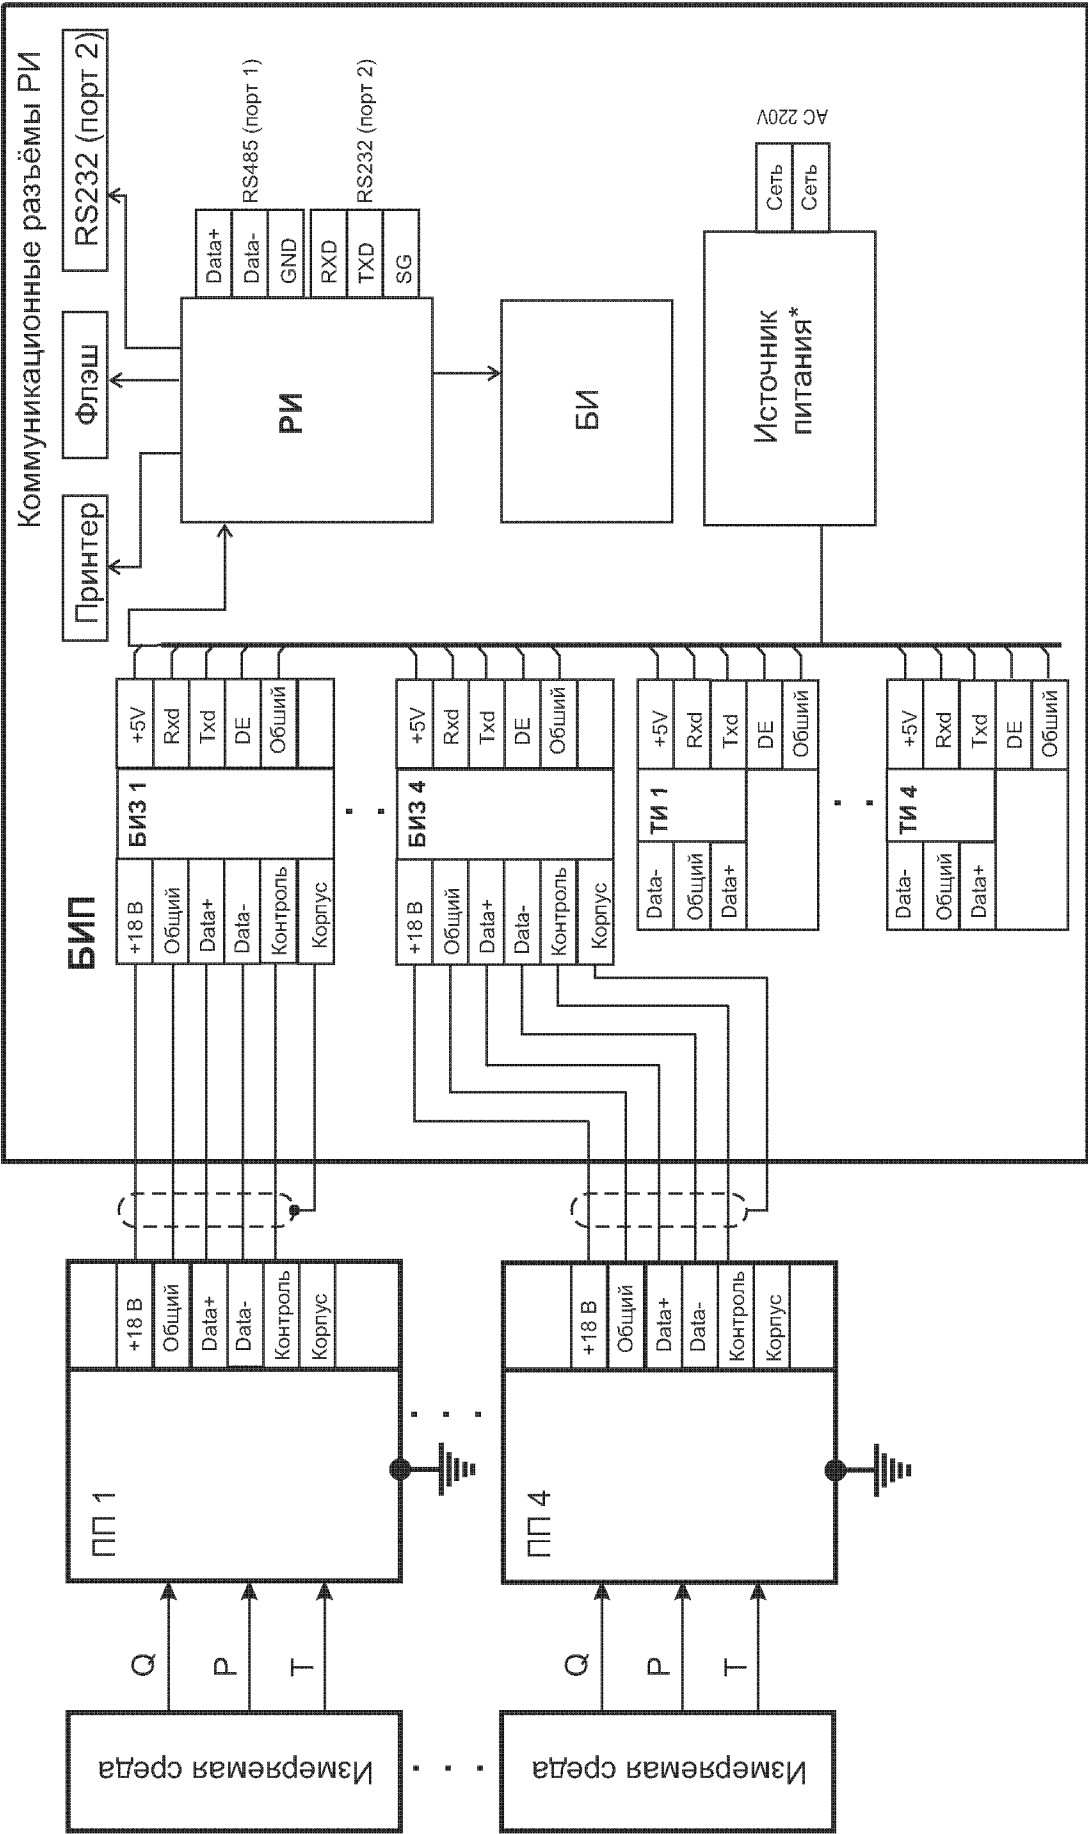 Коммуникационные разъёмы РИ
Принтер
Флэш
RS232 (порт 2)
РИ
Data+
Data-
GND
RXD
TXD
SG
RS485 (порт 1)
RS232 (порт 2)
БИ
Источник
питания*
Сеть
Сеть
AC 220V
БИП
+18 В
Общий
Data+
Data-
Контроль
Корпус
БИЗ 1
+5V
Rxd
Txd
DE
Обший
+18 В
Общий
Data+
Data-
Контроль
Корпус
БИЗ 4
+5V
Rxd
Txd
DE
Обший
Data-
Общий
Data+
ТИ 1
+5V
Rxd
Txd
DE
Обший
Data-
Общий
Data+
ТИ 4
+5V
Rxd
Txd
DE
Обший
ПП 1
+18 В
Общий
Data+
Data-
Контроль
Корпус
ПП 4
+18 В
Общий
Data+
Data-
Контроль
Корпус
Q
P
T
Измеряемая среда
Q
P
T
Измеряемая среда